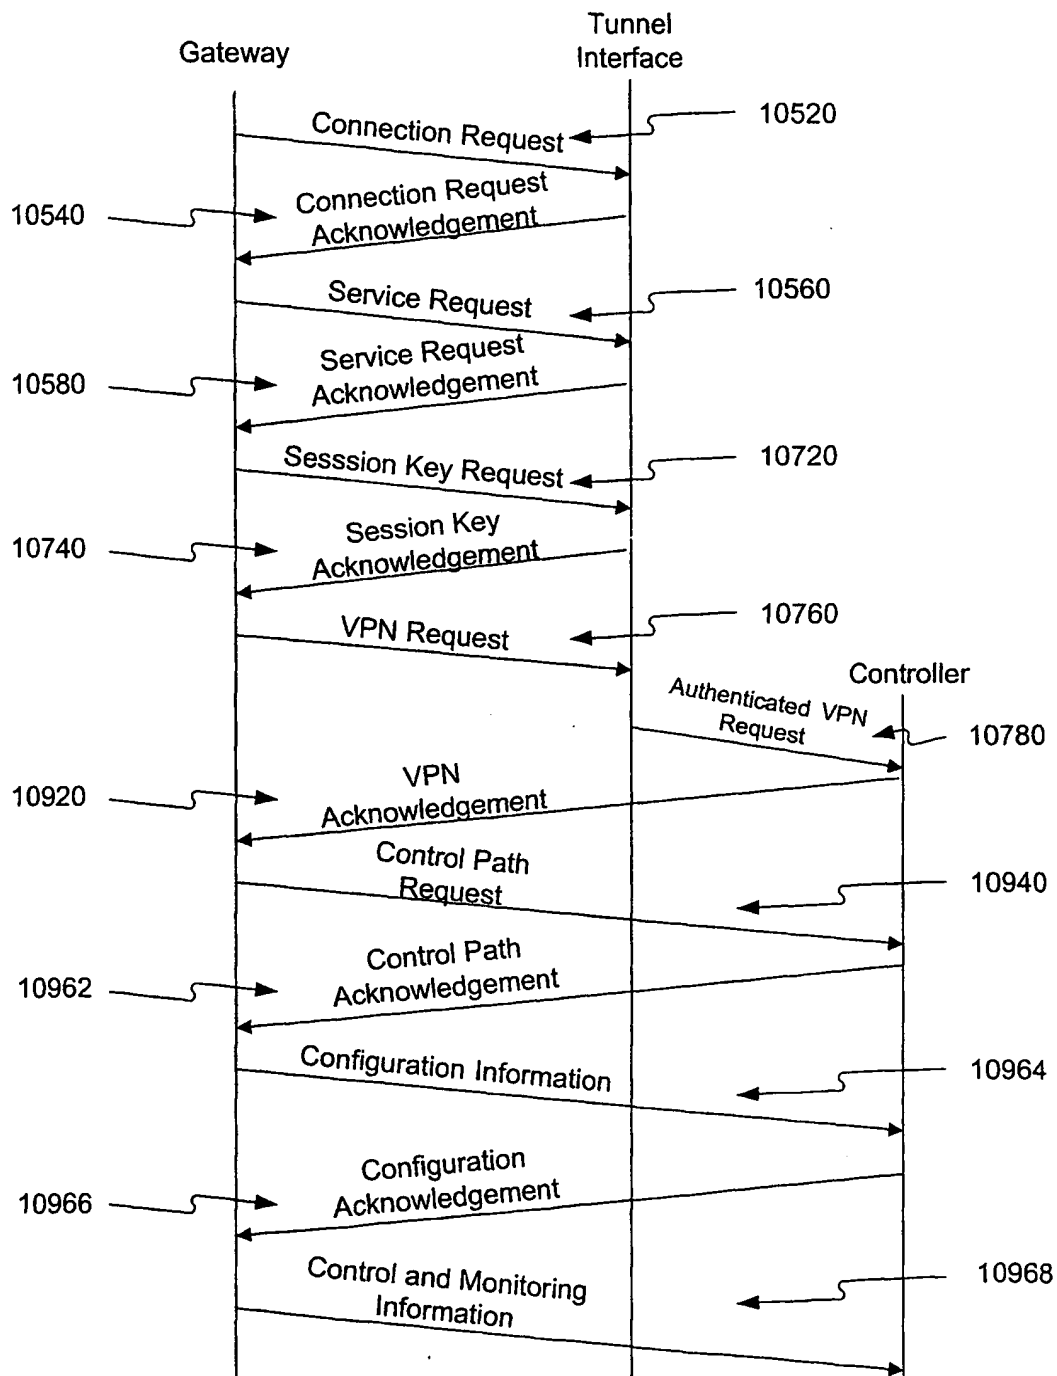 Tunnel
Interface
Gateway
Connection Request
10520
Connection Request
Acknowledgement
10540
Service Request
10560
Service Request
Acknowledgement
10580
Sesssion Key Request
10720
Session Key
Acknowledgement
10740
VPN Request
10760
Controller
Authenticated VPN
Request
10780
VPN
Acknowledgement
10920
Control Path
Request
10940
Control Path
Acknowledgement
10962
Configuration Information
10964
Configuration
Acknowledgement
10966
Control and Monitoring
Information
10968